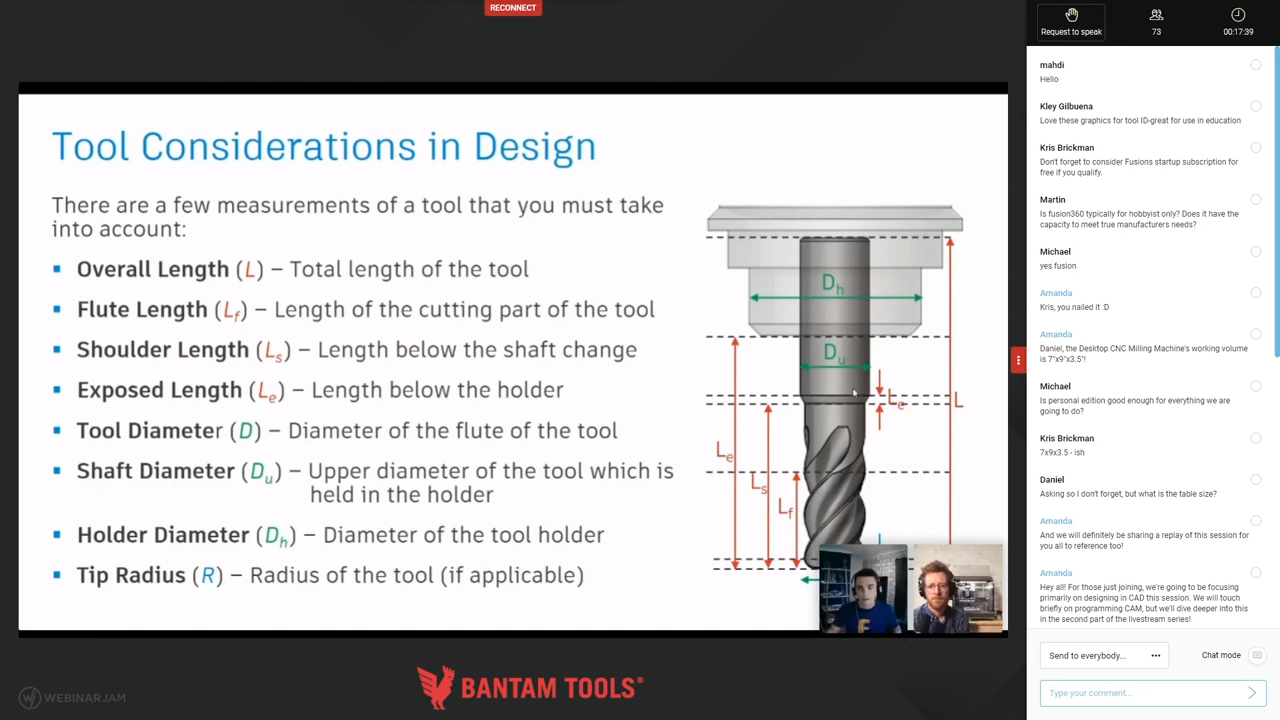 RECONNECT
Tool Considerations in Design
There are a few measurements of a tool that you must take
into account:
▪ Overall Length (L) – Total length of the tool
▪ Flute Length (Lf) – Length of the cutting part of the tool
▪ Shoulder Length (Ls) – Length below the shaft change
▪ Exposed Length (Le) – Length below the holder
▪ Tool Diameter (D) – Diameter of the flute of the tool
▪ Shaft Diameter (Du) – Upper diameter of the tool which is
held in the holder
▪ Holder Diameter (Dh) – Diameter of the tool holder
▪ Tip Radius (R) – Radius of the tool (if applicable)
Dh
Du
Le
L
Le
Ls
Lf
BANTAM TOOLS®
WEBINARJAM
Request to speak
73
00:17:39
mahdi
Hello
Kley Gilbuena
Love these graphics for tool ID-great for use in education
Kris Brickman
Don't forget to consider Fusions startup subscription for
free if you qualify.
Martin
Is fusion360 typically for hobbyist only? Does it have the
capacity to meet true manufacturers needs?
Michael
yes fusion
Amanda
Kris, you nailed it :D
Amanda
Daniel, the Desktop CNC Milling Machine's working volume
is 7"x9"x3.5"!
Michael
Is personal edition good enough for everything we are
going to do?
Kris Brickman
7x9x3.5 - ish
Daniel
Asking so I don't forget, but what is the table size?
Amanda
And we will definitely be sharing a replay of this session for
you all to reference too!
Amanda
Hey all! For those just joining, we're going to be focusing
primarily on designing in CAD this session. We will touch
briefly on programming CAM, but we'll dive deeper into this
in the second part of the livestream series!
Send to everybody...
Chat mode
Type your comment...